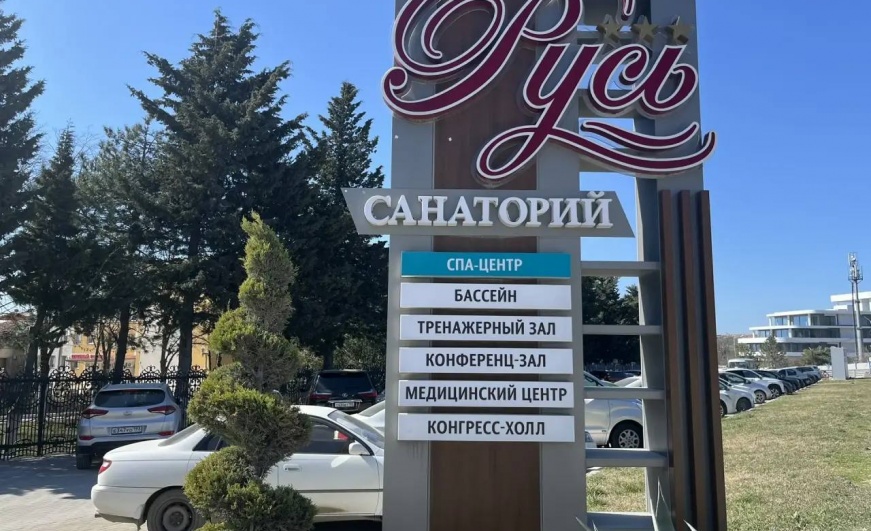 Русь
САНАТОРИЙ
СПА-ЦЕНТР
БАССЕЙН
ТРЕНАЖЕРНЫЙ ЗАЛ
КОНФЕРЕНЦ-ЗАЛ
МЕДИЦИНСКИЙ ЦЕНТР
КОНГРЕСС-ХОЛЛ